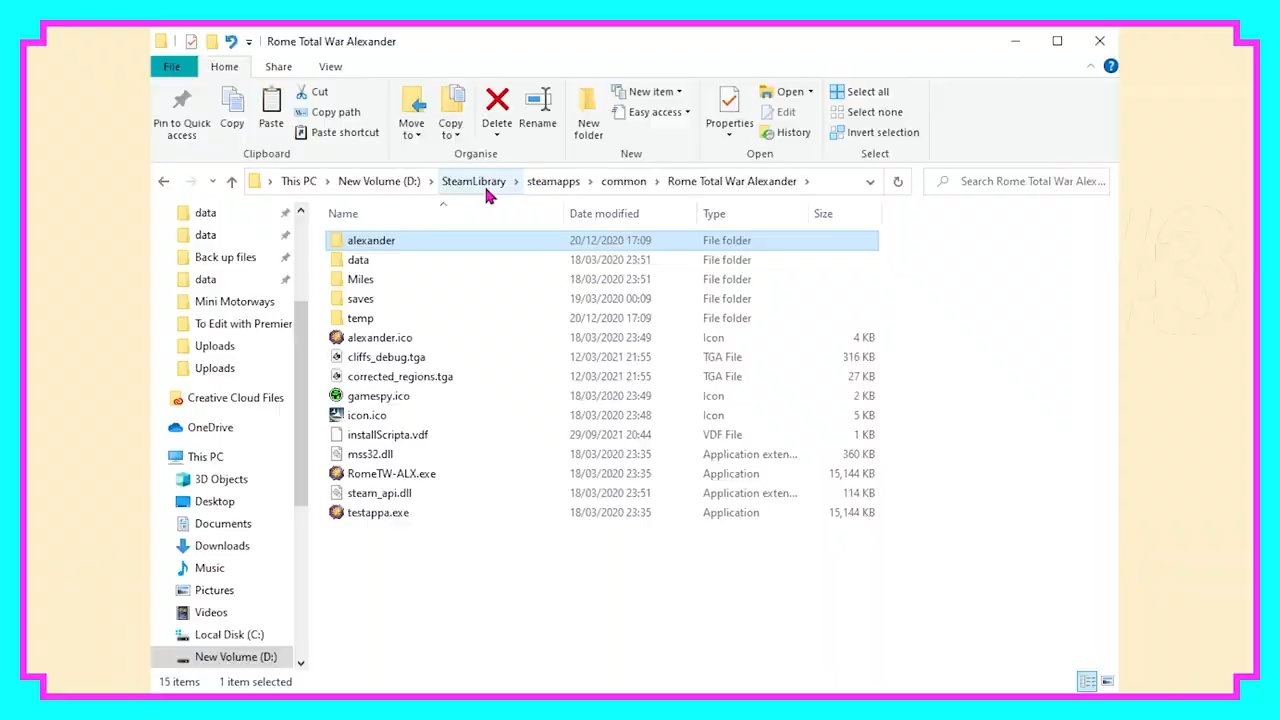 Rome Total War Alexander
File Home Share View
Pin to Quick access
Copy
Paste
Cut
Copy path
Paste shortcut
Clipboard
Move to
Copy to
Delete
Rename
Organise
New folder
New item
Easy access
New
Properties
Open
Edit
History
Open
Select all
Select none
Invert selection
Select
This PC > New Volume (D:) > SteamLibrary > steamapps > common > Rome Total War Alexander >
Search Rome Total War Alex...
data
data
Back up files
data
Mini Motorways
To Edit with Premier
Uploads
Uploads
Creative Cloud Files
OneDrive
This PC
3D Objects
Desktop
Documents
Downloads
Music
Pictures
Videos
Local Disk (C:)
New Volume (D:)
Name Date modified Type Size
alexander 20/12/2020 17:09 File folder
data 18/03/2020 23:51 File folder
Miles 18/03/2020 23:51 File folder
saves 19/03/2020 00:09 File folder
temp 20/12/2020 17:09 File folder
alexander.ico 18/03/2020 23:49 Icon 4 KB
cliffs_debug.tga 12/03/2021 21:55 TGA File 316 KB
corrected_regions.tga 12/03/2021 21:55 TGA File 27 KB
gamespy.ico 18/03/2020 23:49 Icon 2 KB
icon.ico 18/03/2020 23:48 Icon 5 KB
installScripta.vdf 29/09/2021 20:44 VDF File 1 KB
mss32.dll 18/03/2020 23:35 Application exten... 360 KB
RomeTW-ALX.exe 18/03/2020 23:35 Application 15,144 KB
steam_api.dll 18/03/2020 23:51 Application exten... 114 KB
testappa.exe 18/03/2020 23:35 Application 15,144 KB
15 items 1 item selected
#3